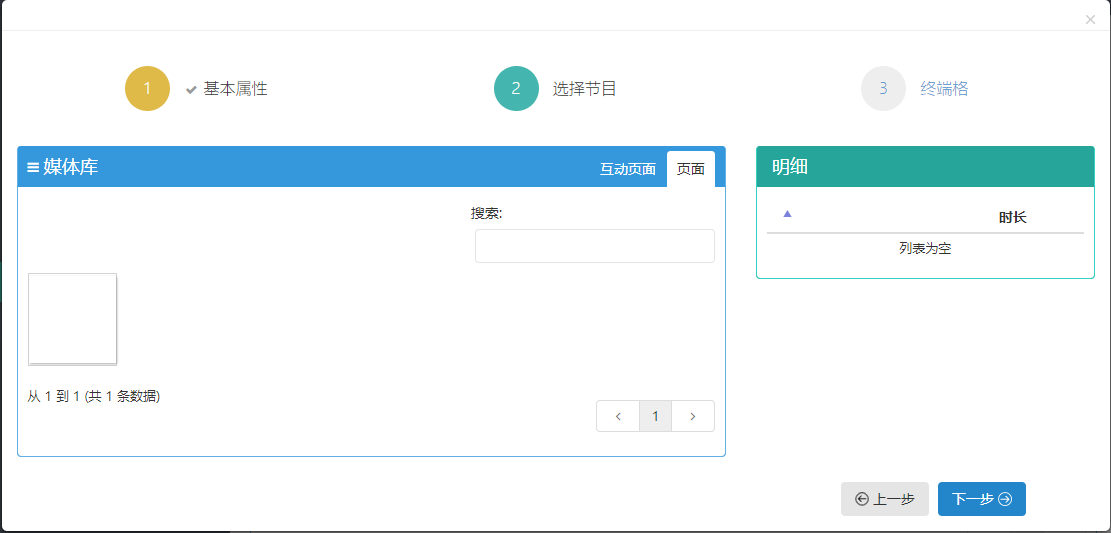 ×
1 基本属性
2 选择节目
3 终端格
媒体库
互动页面 页面
搜索:
从 1 到 1 (共 1 条数据)
1
明细
时长
列表为空
上一步
下一步